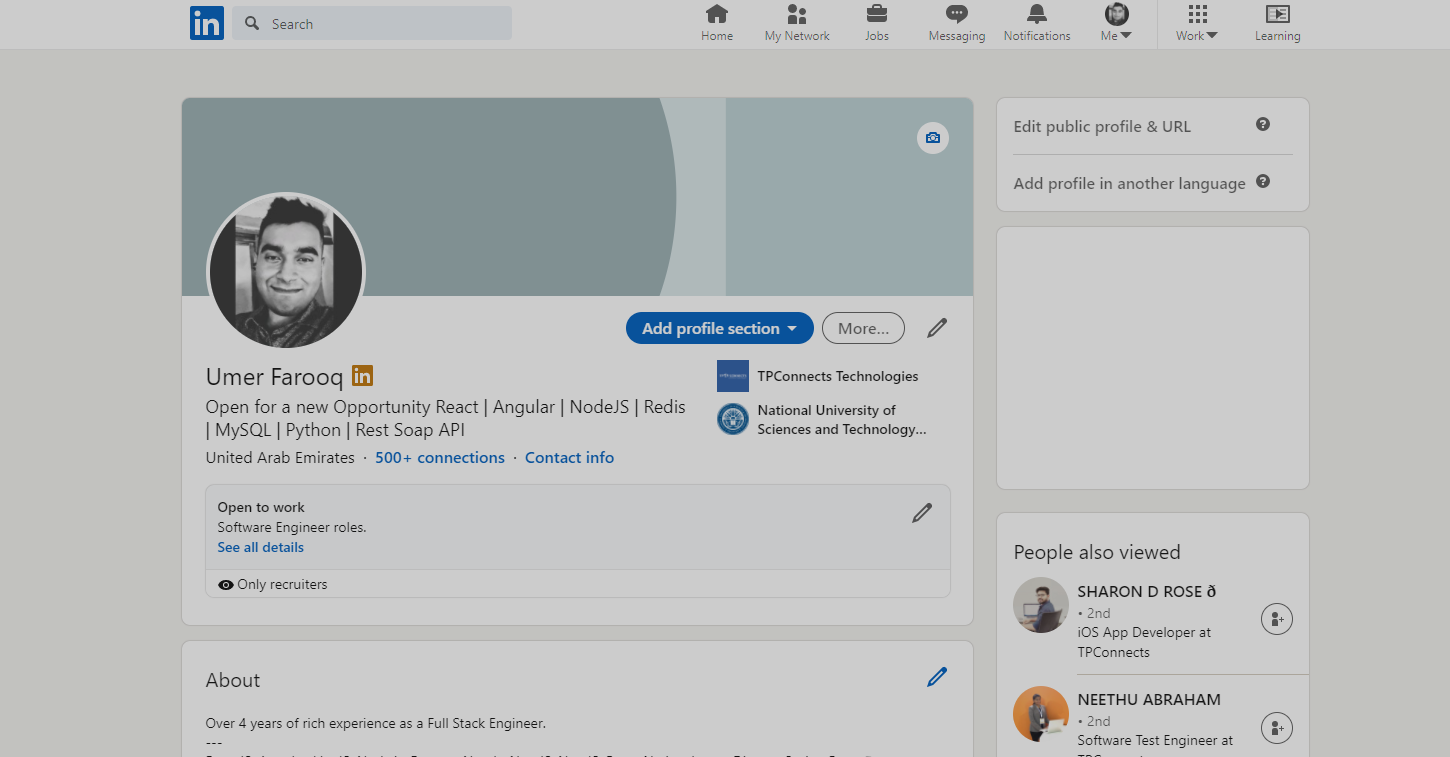 in
Search
Home
My Network
Jobs
Messaging
Notifications
Me
Work
Learning
Edit public profile & URL
Add profile in another language
Add profile section
More...
Umer Farooq in
Open for a new Opportunity React | Angular | NodeJS | Redis
| MySQL | Python | Rest Soap API
United Arab Emirates · 500+ connections · Contact info
TPConnects Technologies
National University of
Sciences and Technology...
Open to work
Software Engineer roles.
See all details
Only recruiters
About
Over 4 years of rich experience as a Full Stack Engineer.
---
People also viewed
SHARON D ROSE ð
• 2nd
iOS App Developer at
TPConnects
NEETHU ABRAHAM
• 2nd
Software Test Engineer at